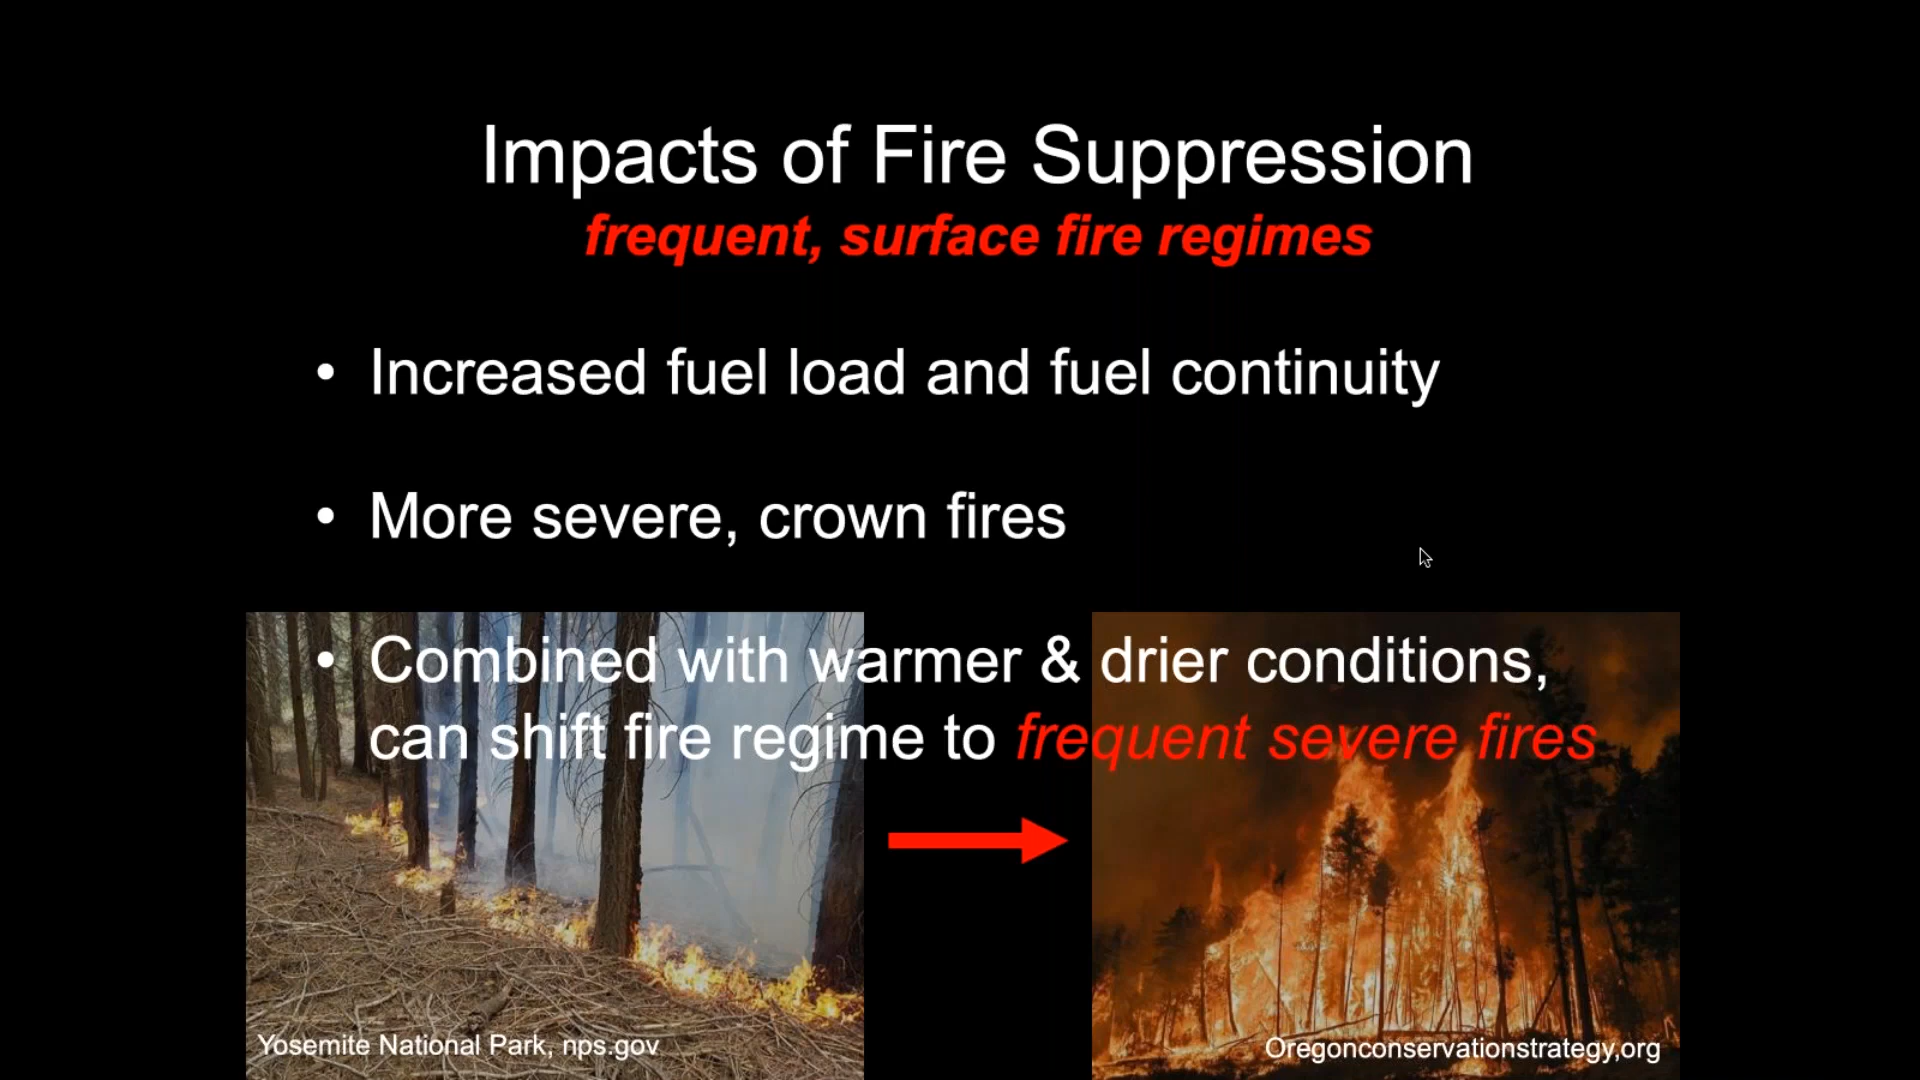 Impacts of Fire Suppression
frequent, surface fire regimes
• Increased fuel load and fuel continuity
• More severe, crown fires
• Combined with warmer & drier conditions,
can shift fire regime to frequent severe fires
Yosemite National Park, nps.gov
Oregonconservationstrategy,org